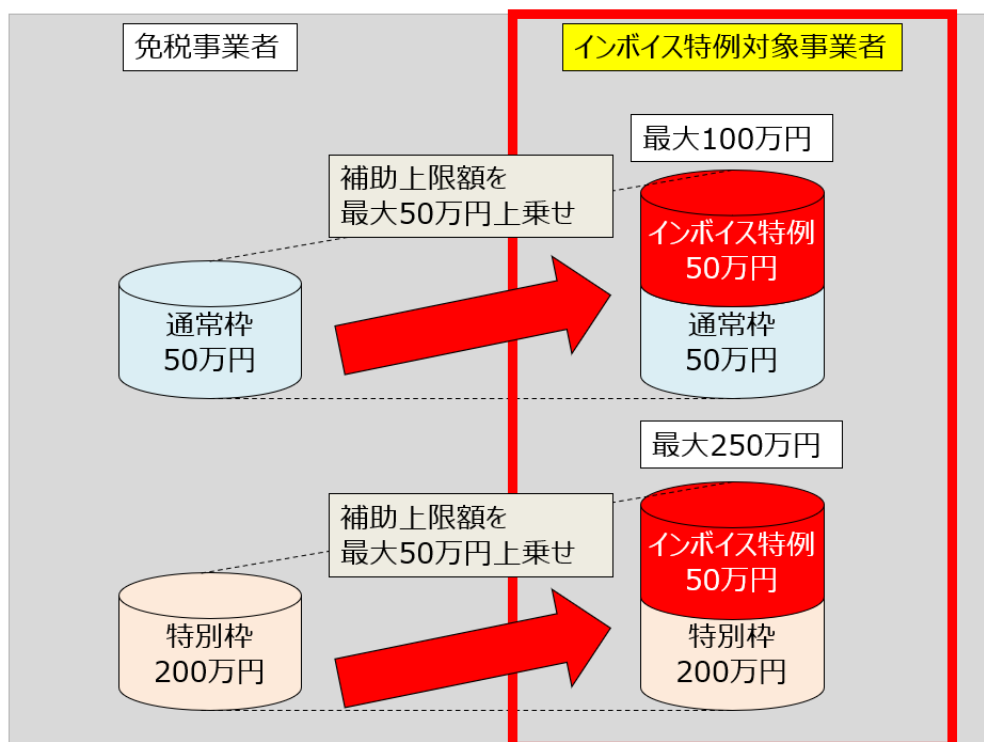 免税事業者
インボイス特例対象事業者
最大100万円
補助上限額を
最大50万円上乗せ
インボイス特例
50万円
通常枠
50万円
通常枠
50万円
最大250万円
補助上限額を
最大50万円上乗せ
インボイス特例
50万円
特別枠
200万円
特別枠
200万円